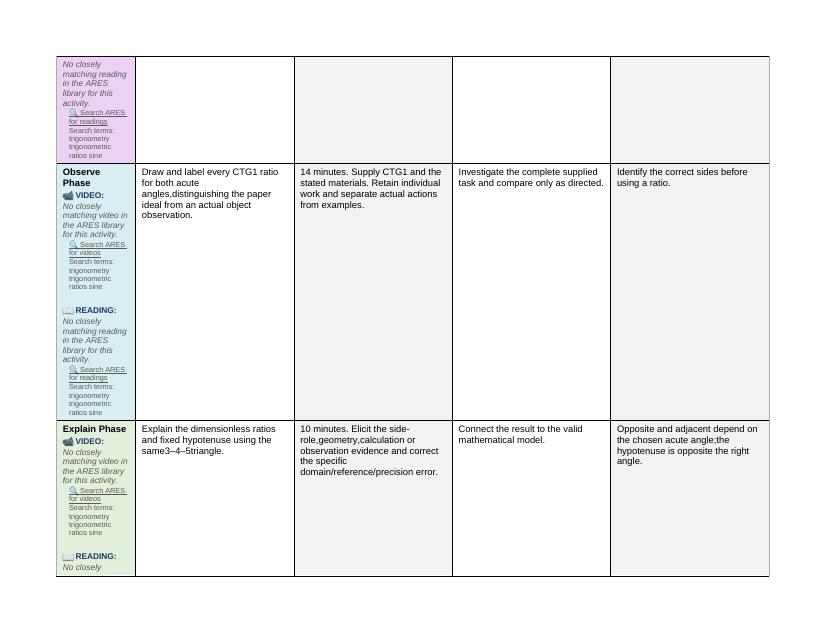 No closely
matching reading
in the ARES
library for this
activity.
🔍 Search ARES
for readings
Search terms:
trigonometry
trigonometric
ratios sine
Observe
Phase
📹 VIDEO:
No closely
matching video in
the ARES library
for this activity.
🔍 Search ARES
for videos
Search terms:
trigonometry
trigonometric
ratios sine
📖 READING:
No closely
matching reading
in the ARES
library for this
activity.
🔍 Search ARES
for readings
Search terms:
trigonometry
trigonometric
ratios sine
Draw and label every CTG1 ratio
for both acute
angles,distinguishing the paper
ideal from an actual object
observation.
14 minutes. Supply CTG1 and the
stated materials. Retain individual
work and separate actual actions
from examples.
Investigate the complete supplied
task and compare only as directed.
Identify the correct sides before
using a ratio.
Explain Phase
📹 VIDEO:
No closely
matching video in
the ARES library
for this activity.
🔍 Search ARES
for videos
Search terms:
trigonometry
trigonometric
ratios sine
📖 READING:
No closely
Explain the dimensionless ratios
and fixed hypotenuse using the
same3–4–5triangle.
10 minutes. Elicit the side-
role,geometry,calculation or
observation evidence and correct
the specific
domain/reference/precision error.
Connect the result to the valid
mathematical model.
Opposite and adjacent depend on
the chosen acute angle;the
hypotenuse is opposite the right
angle.